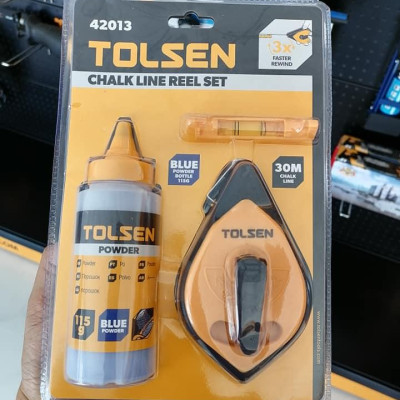 42013
TOLSEN
CHALK LINE REEL SET
3X
FASTER
REWIND
BLUE
POWDER
BOTTLE
115G
30M
CHALK
LINE
TOLSEN
POWDER
TOLSEN
115
g
BLUE
POWDER